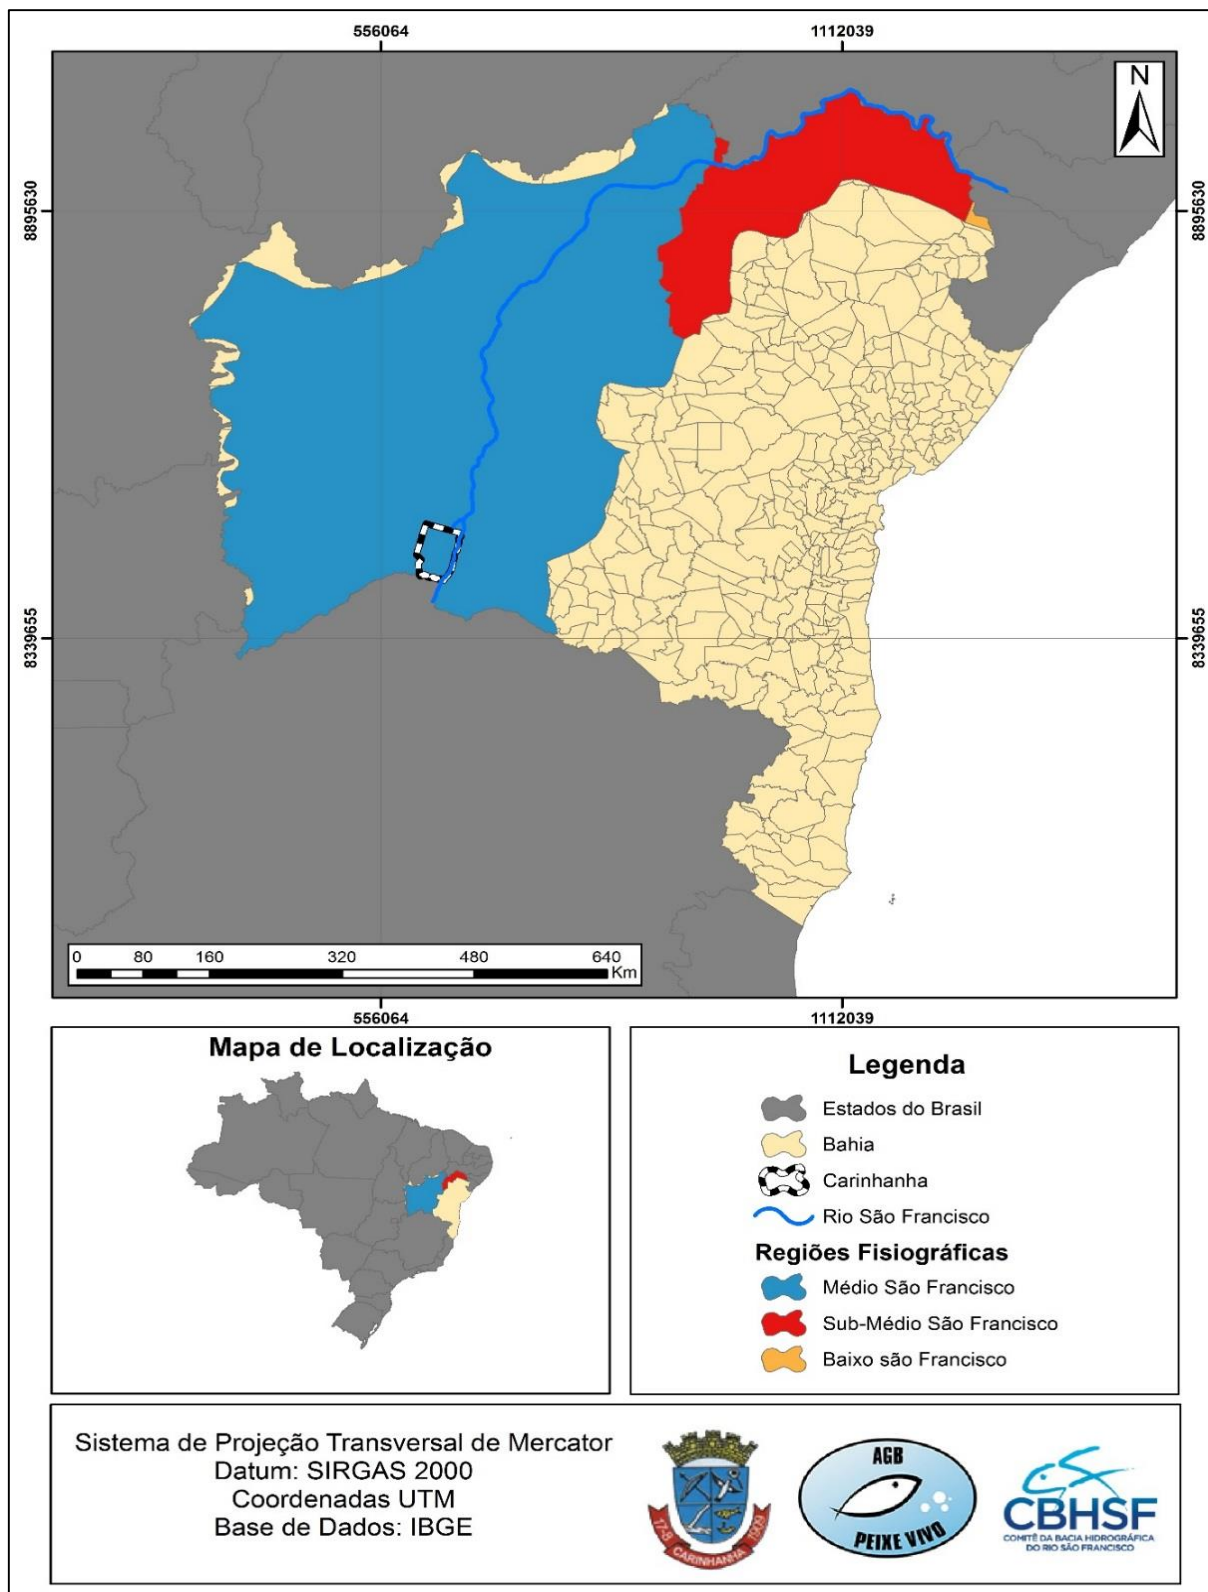 556064
1112039
N
8895630
8895630
8339655
8339655
0 80 160 320 480 640
Km
556064
1112039
Mapa de Localização
Legenda
Estados do Brasil
Bahia
Carinhanha
Rio São Francisco
Regiões Fisiográficas
Médio São Francisco
Sub-Médio São Francisco
Baixo são Francisco
Sistema de Projeção Transversal de Mercator
Datum: SIRGAS 2000
Coordenadas UTM
Base de Dados: IBGE
17-8 CARINHANHA 1909
AGB
PEIXE VIVO
CBHSF
COMITÊ DA BACIA HIDROGRÁFICA
DO RIO SÃO FRANCISCO